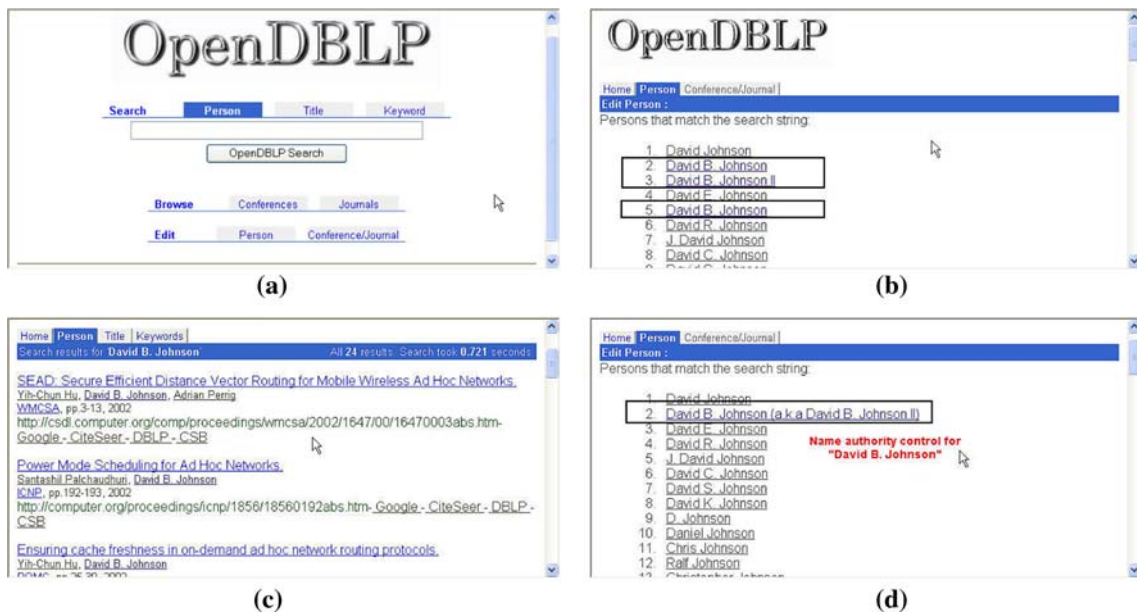 OpenDBLP
Search Person Title Keyword
OpenDBLP Search
Browse Conferences Journals
Edit Person Conference/Journal
(a)
OpenDBLP
Home Person Conference/Journal
Edit Person :
Persons that match the search string:
1. David Johnson
2. David B. Johnson
3. David B. Johnson II
4. David E. Johnson
5. David B. Johnson
6. David R. Johnson
7. J. David Johnson
8. David C. Johnson
(b)
Home Person Title Keywords
Search results for 'David B. Johnson' All 24 results. Search took 0.721 seconds
SEAD: Secure Efficient Distance Vector Routing for Mobile Wireless Ad Hoc Networks.
Yih-Chun Hu, David B. Johnson, Adrian Perrig
WMCSA, pp.3-13, 2002
http://csdl.computer.org/comp/proceedings/wmcsa/2002/1647/00/16470003abs.htm-
Google - CiteSeer - DBLP - CSB
Power Mode Scheduling for Ad Hoc Networks.
Santashil Palchaudhuri, David B. Johnson
ICNP, pp.192-193, 2002
http://computer.org/proceedings/icnp/1856/18560192abs.htm- Google - CiteSeer - DBLP -
CSB
Ensuring cache freshness in on-demand ad hoc network routing protocols.
Yih-Chun Hu, David B. Johnson
(c)
Home Person Conference/Journal
Edit Person :
Persons that match the search string:
1. David Johnson
2. David B. Johnson (a.k.a David B. Johnson II)
3. David E. Johnson
4. David R. Johnson
5. J. David Johnson
6. David C. Johnson
7. David S. Johnson
8. David K. Johnson
9. D. Johnson
10. Daniel Johnson
11. Chris Johnson
12. Ralf Johnson
Name authority control for
"David B. Johnson"
(d)